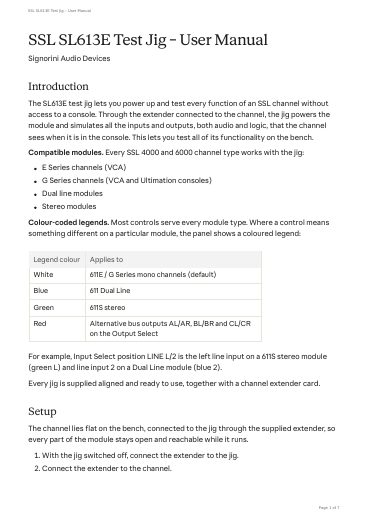 SSL SL613E Test Jig – User Manual
SSL SL613E Test Jig – User Manual
Signorini Audio Devices
Introduction
The SL613E test jig lets you power up and test every function of an SSL channel without
access to a console. Through the extender connected to the channel, the jig powers the
module and simulates all the inputs and outputs, both audio and logic, that the channel
sees when it is in the console. This lets you test all of its functionality on the bench.
Compatible modules. Every SSL 4000 and 6000 channel type works with the jig:
• E Series channels (VCA)
• G Series channels (VCA and Ultimation consoles)
• Dual line modules
• Stereo modules
Colour-coded legends. Most controls serve every module type. Where a control means
something different on a particular module, the panel shows a coloured legend:
Legend colour Applies to
White 611E / G Series mono channels (default)
Blue 611 Dual Line
Green 611S stereo
Red Alternative bus outputs AL/AR, BL/BR and CL/CR
on the Output Select
For example, Input Select position LINE L/2 is the left line input on a 611S stereo module
(green L) and line input 2 on a Dual Line module (blue 2).
Every jig is supplied aligned and ready to use, together with a channel extender card.
Setup
The channel lies flat on the bench, connected to the jig through the supplied extender, so
every part of the module stays open and reachable while it runs.
1. With the jig switched off, connect the extender to the jig.
2. Connect the extender to the channel.
Page 1 of 7